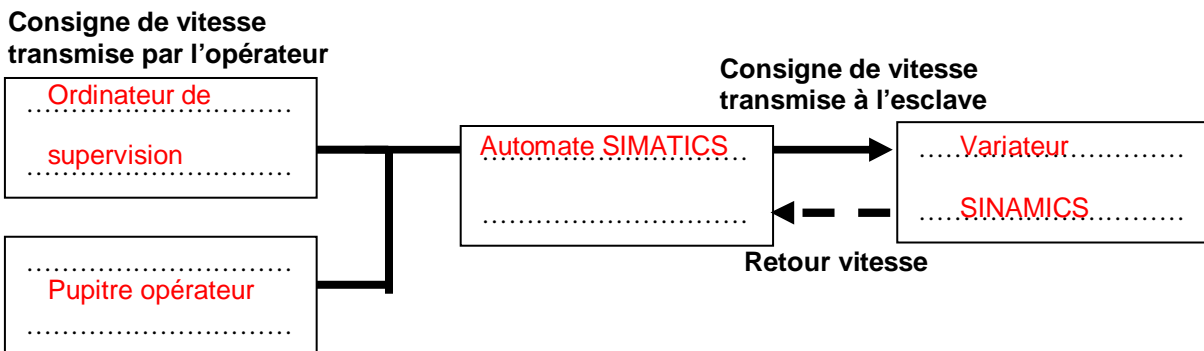 Consigne de vitesse
transmise par l'opérateur
Ordinateur de
supervision
Pupitre opérateur
Automate SIMATICS
Consigne de vitesse
transmise à l'esclave
Variateur
SINAMICS
Retour vitesse